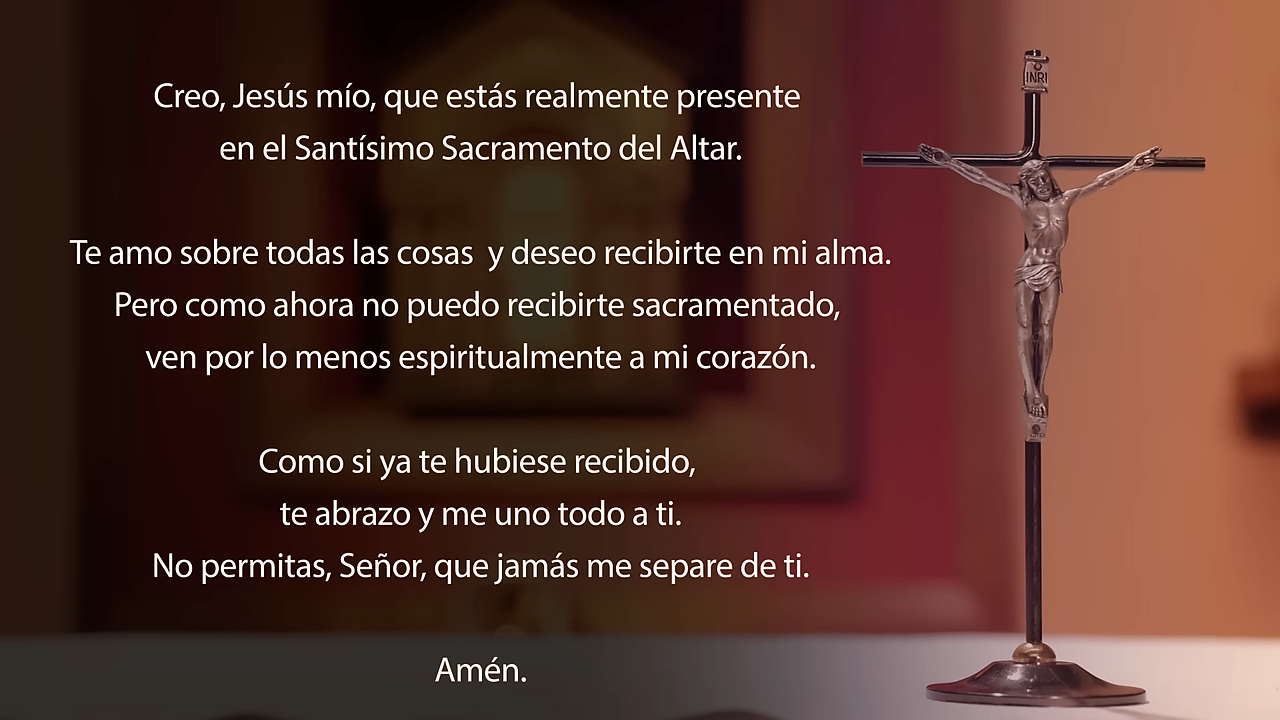 INRI
Creo, Jesús mío, que estás realmente presente
en el Santísimo Sacramento del Altar.
Te amo sobre todas las cosas  y deseo recibirte en mi alma.
Pero como ahora no puedo recibirte sacramentado,
ven por lo menos espiritualmente a mi corazón.
Como si ya te hubiese recibido,
te abrazo y me uno todo a ti.
No permitas, Señor, que jamás me separe de ti.
Amén.